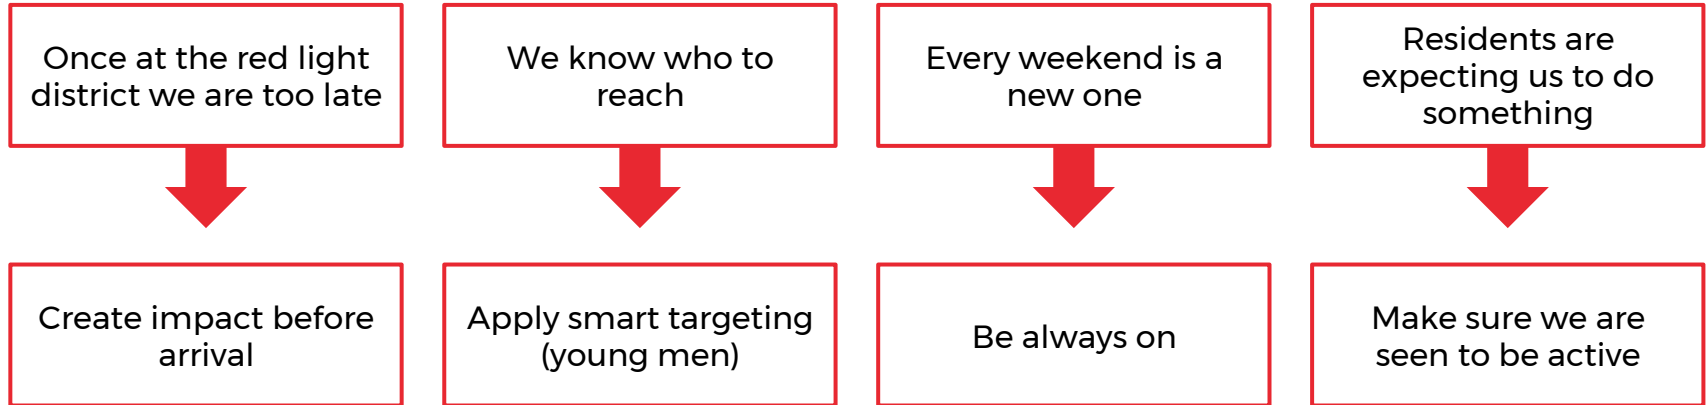 Once at the red light
district we are too late
We know who to
reach
Every weekend is a
new one
Residents are
expecting us to do
something
Create impact before
arrival
Apply smart targeting
(young men)
Be always on
Make sure we are
seen to be active